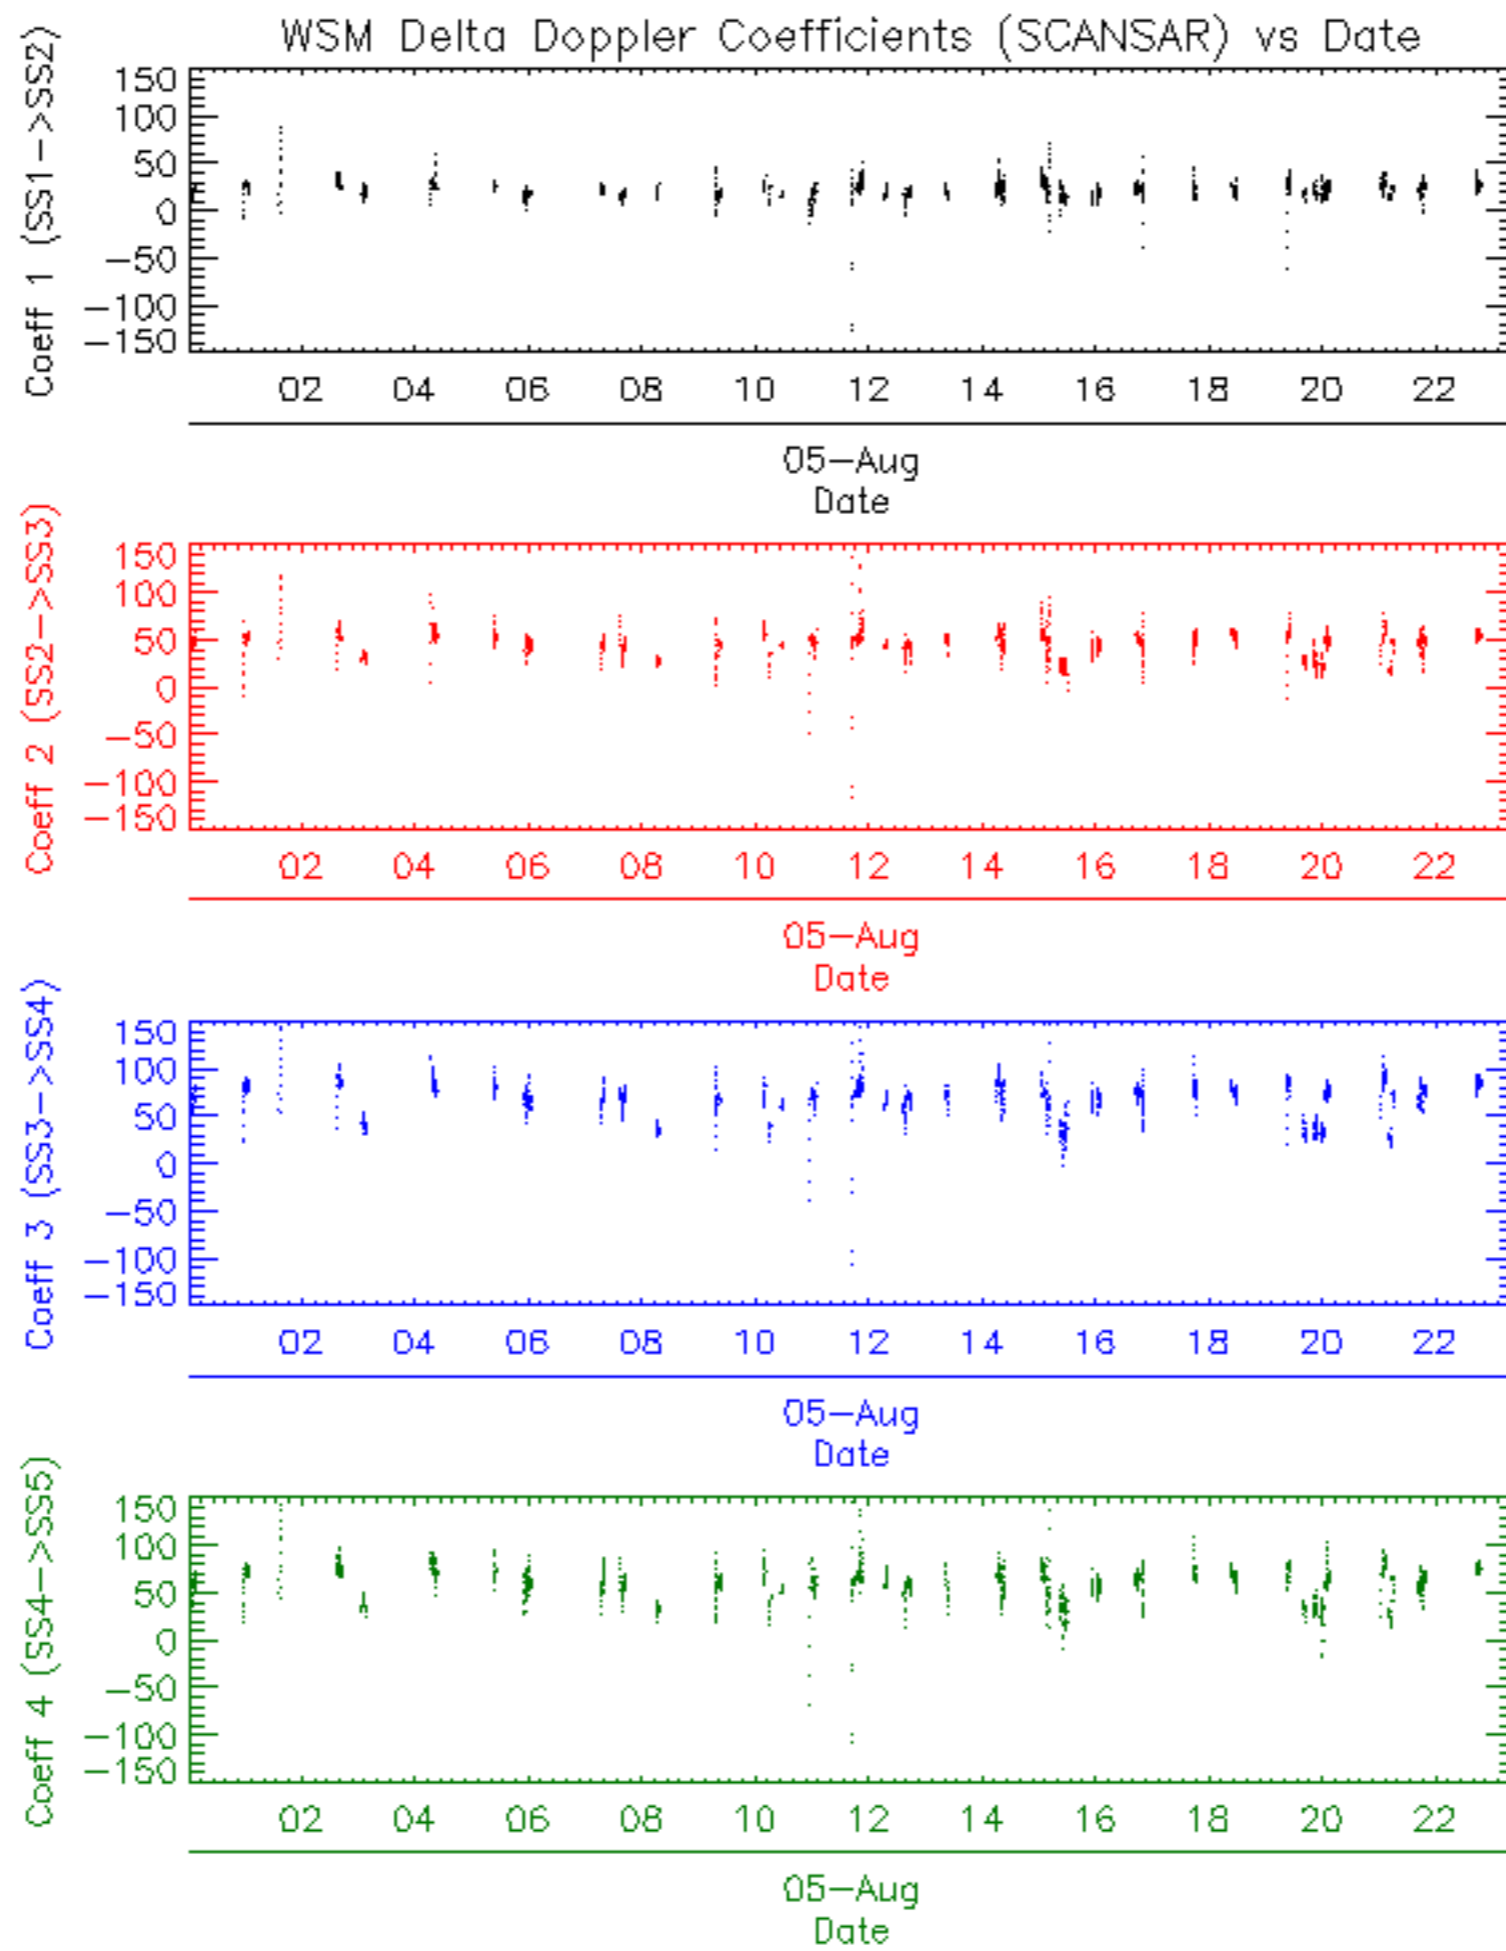 WSM Delta Doppler Coefficients (SCANSAR) vs Date
Coeff 1 (SS1->SS2)
150
100
50
0
-50
-100
-150
02 04 06 08 10 12 14 16 18 20 22
05-Aug
Date
Coeff 2 (SS2->SS3)
150
100
50
0
-50
-100
-150
02 04 06 08 10 12 14 16 18 20 22
05-Aug
Date
Coeff 3 (SS3->SS4)
150
100
50
0
-50
-100
-150
02 04 06 08 10 12 14 16 18 20 22
05-Aug
Date
Coeff 4 (SS4->SS5)
150
100
50
0
-50
-100
-150
02 04 06 08 10 12 14 16 18 20 22
05-Aug
Date